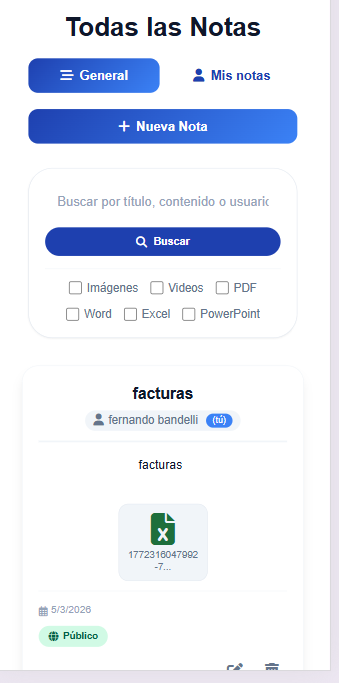 Todas las Notas
General
Mis notas
Nueva Nota
Buscar por título, contenido o usuario
Buscar
Imágenes Videos PDF
Word Excel PowerPoint
facturas
fernando bandelli (tú)
facturas
1772316047992
-7...
5/3/2026
Público